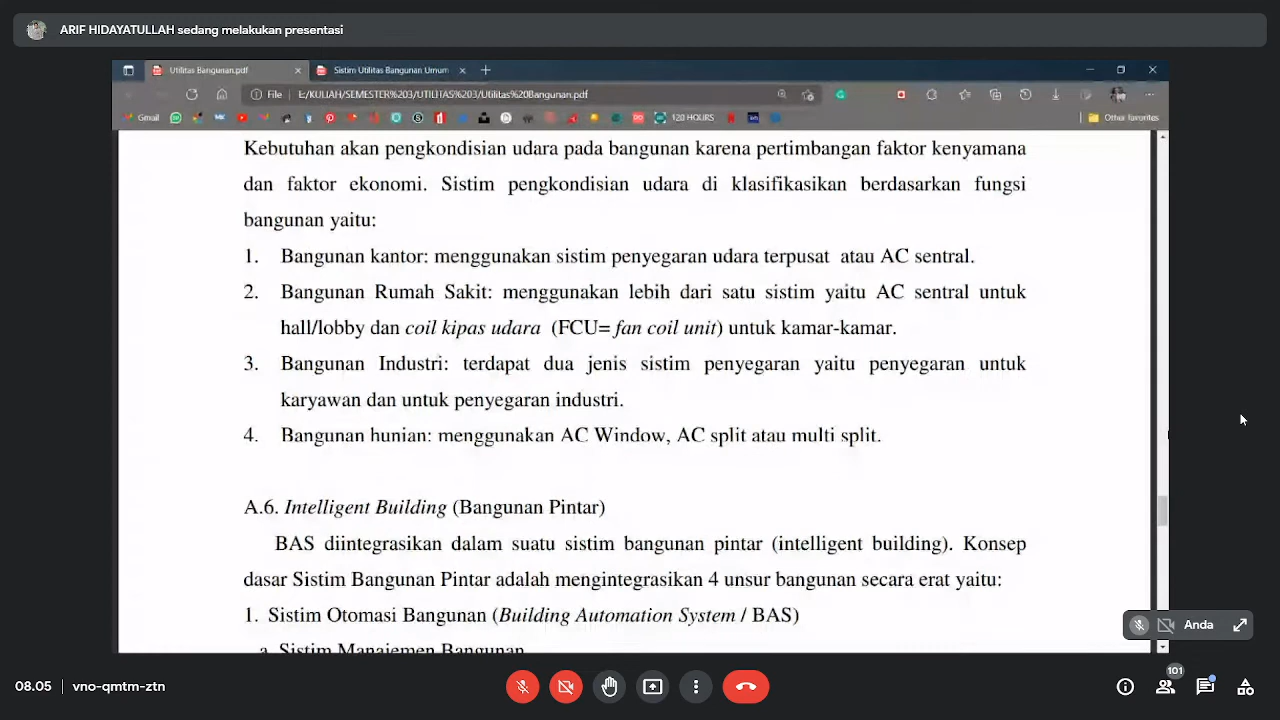 ARIF HIDAYATULLAH sedang melakukan presentasi
Utilitas Bangunan.pdf
Sistim Utilitas Bangunan Umum
File
E:/KULIAH/SEMESTER%203/UTILITAS%203/Utilitas%20Bangunan.pdf
Gmail
120 HOURS
Other favorites
Kebutuhan akan pengkondisian udara pada bangunan karena pertimbangan faktor kenyamana
dan faktor ekonomi. Sistim pengkondisian udara di klasifikasikan berdasarkan fungsi
bangunan yaitu:
1. Bangunan kantor: menggunakan sistim penyegaran udara terpusat atau AC sentral.
2. Bangunan Rumah Sakit: menggunakan lebih dari satu sistim yaitu AC sentral untuk
hall/lobby dan coil kipas udara (FCU= fan coil unit) untuk kamar-kamar.
3. Bangunan Industri: terdapat dua jenis sistim penyegaran yaitu penyegaran untuk
karyawan dan untuk penyegaran industri.
4. Bangunan hunian: menggunakan AC Window, AC split atau multi split.
A.6. Intelligent Building (Bangunan Pintar)
BAS diintegrasikan dalam suatu sistim bangunan pintar (intelligent building). Konsep
dasar Sistim Bangunan Pintar adalah mengintegrasikan 4 unsur bangunan secara erat yaitu:
1. Sistim Otomasi Bangunan (Building Automation System / BAS)
a. Sistim Manajemen Bangunan
Anda
08.05 | vno-qmtm-ztn
101